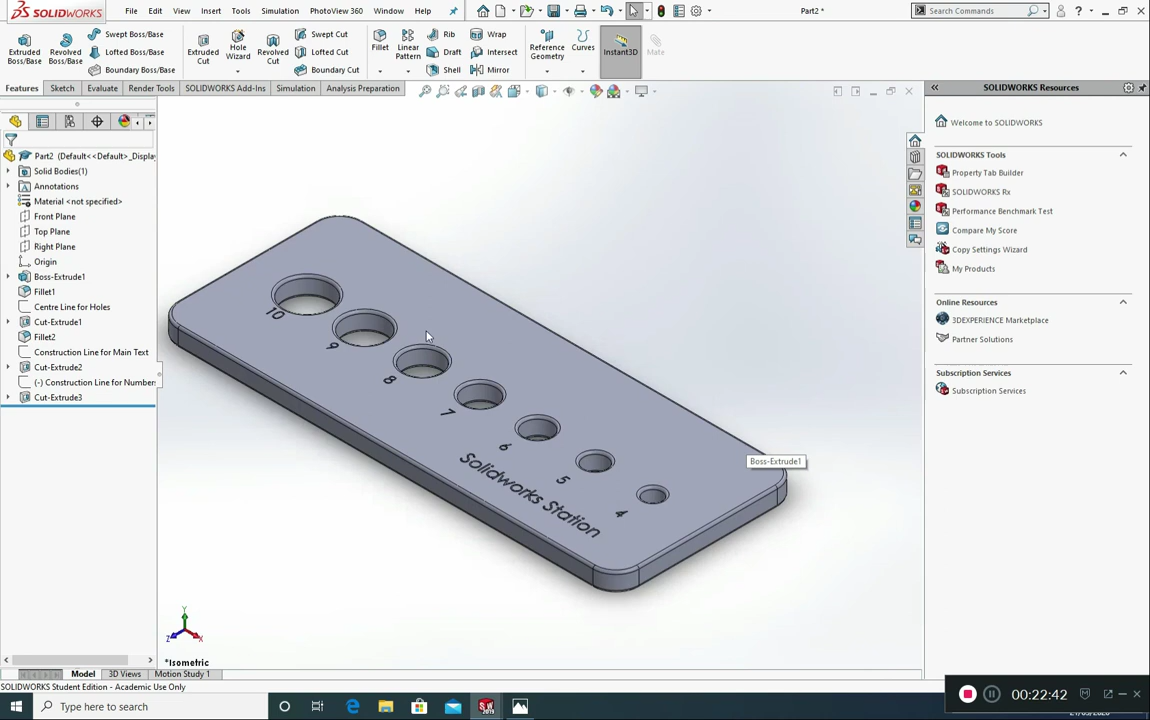 SOLIDWORKS
File Edit View Insert Tools Simulation PhotoView 360 Window Help
Part2 *
Search Commands
Extruded Boss/Base
Revolved Boss/Base
Swept Boss/Base
Lofted Boss/Base
Boundary Boss/Base
Extruded Cut
Hole Wizard
Revolved Cut
Swept Cut
Lofted Cut
Boundary Cut
Fillet
Linear Pattern
Rib
Draft
Shell
Wrap
Intersect
Mirror
Reference Geometry
Curves
Instant3D
Mate
Features Sketch Evaluate Render Tools SOLIDWORKS Add-Ins Simulation Analysis Preparation
Part2 (Default<<Default>_Displa
Solid Bodies(1)
Annotations
Material <not specified>
Front Plane
Top Plane
Right Plane
Origin
Boss-Extrude1
Fillet1
Centre Line for Holes
Cut-Extrude1
Fillet2
Construction Line for Main Text
Cut-Extrude2
(-) Construction Line for Number
Cut-Extrude3
10
9
8
7
6
5
4
Solidworks Station
Boss-Extrude1
Y
Z
X
*Isometric
SOLIDWORKS Resources
Welcome to SOLIDWORKS
SOLIDWORKS Tools
Property Tab Builder
SOLIDWORKS Rx
Performance Benchmark Test
Compare My Score
Copy Settings Wizard
My Products
Online Resources
3DEXPERIENCE Marketplace
Partner Solutions
Subscription Services
Subscription Services
Model 3D Views Motion Study 1
SOLIDWORKS Student Edition - Academic Use Only
Type here to search
00:22:42